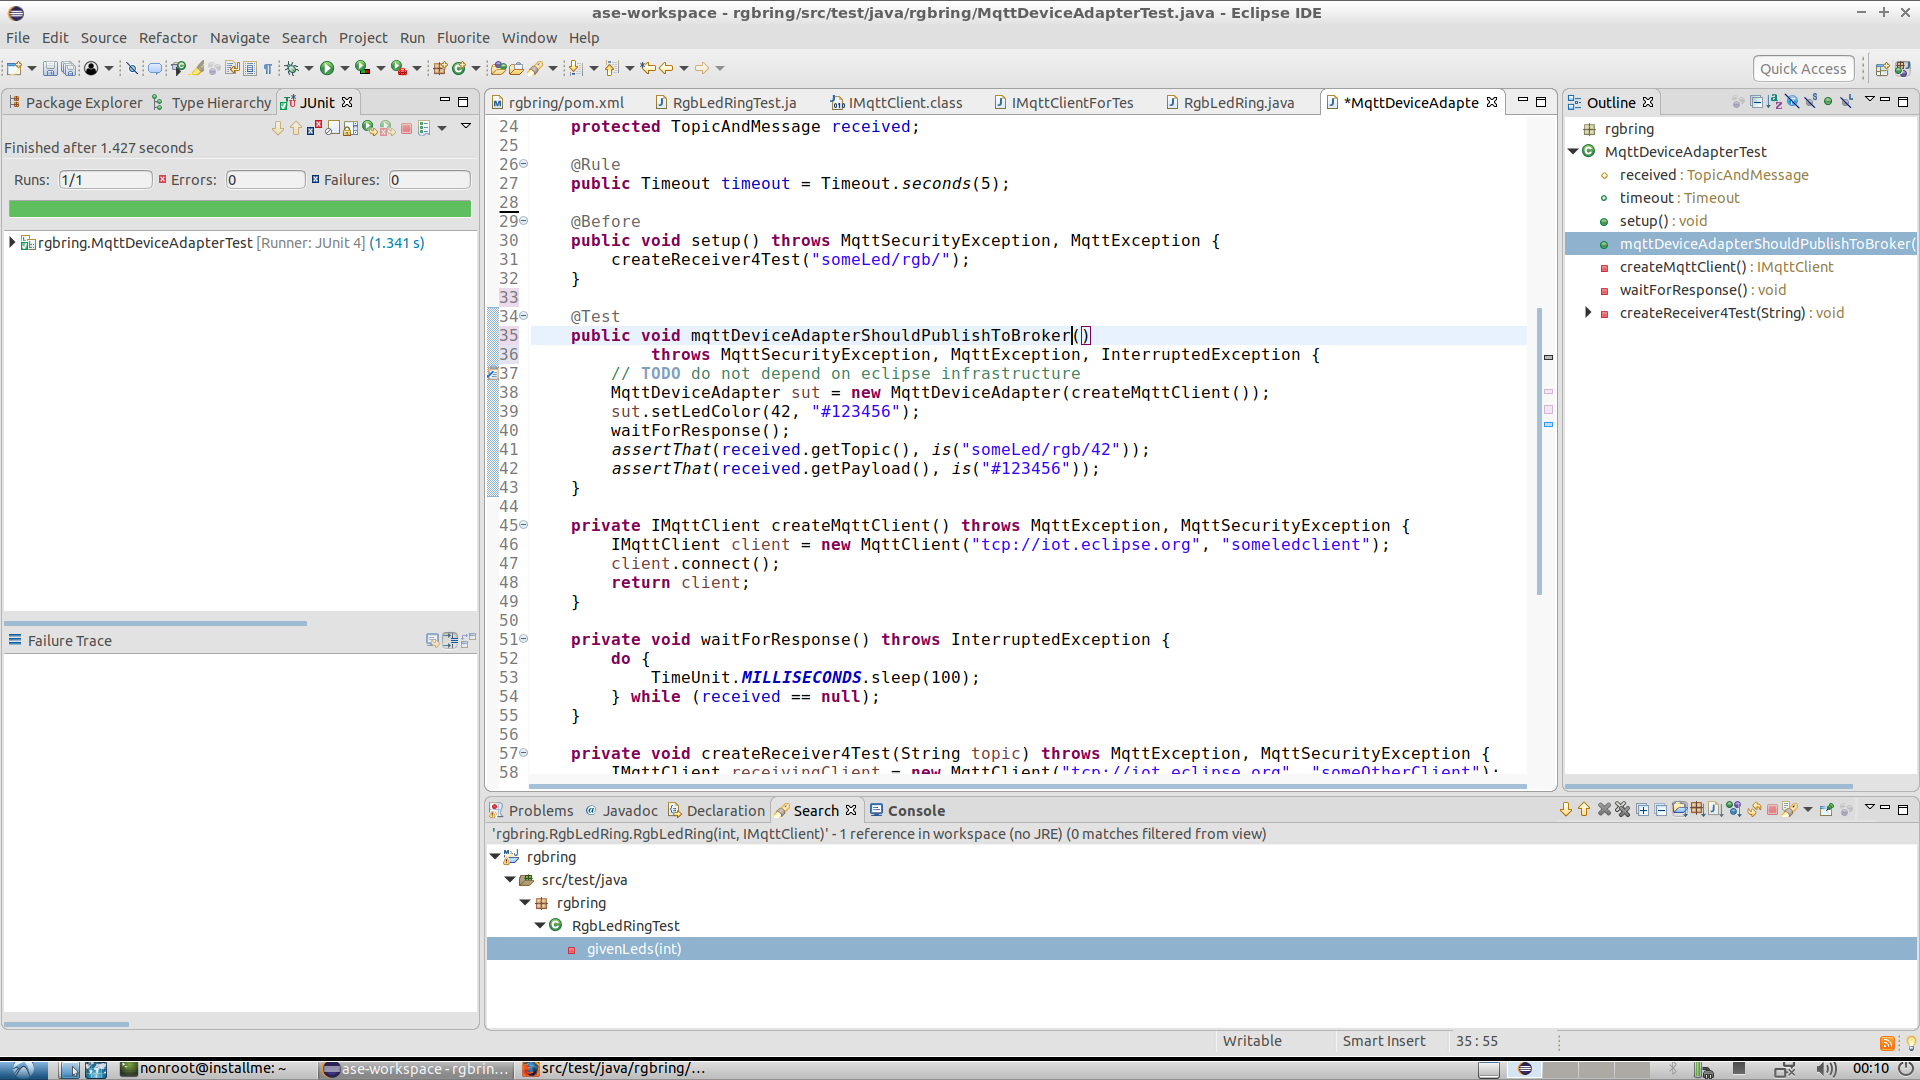 ase-workspace - rgbring/src/test/java/rgbring/MqttDeviceAdapterTest.java - Eclipse IDE
File Edit Source Refactor Navigate Search Project Run Fluorite Window Help
Quick Access
Package Explorer Type Hierarchy JUnit
Finished after 1.427 seconds
Runs: 1/1 Errors: 0 Failures: 0
rgbring.MqttDeviceAdapterTest [Runner: JUnit 4] (1.341 s)
Failure Trace
rgbring/pom.xml RgbLedRingTest.ja IMqttClient.class IMqttClientForTes RgbLedRing.java *MqttDeviceAdapte
24 protected TopicAndMessage received;
25
26 @Rule
27 public Timeout timeout = Timeout.seconds(5);
28
29 @Before
30 public void setup() throws MqttSecurityException, MqttException {
31 createReceiver4Test("someLed/rgb/");
32 }
33
34 @Test
35 public void mqttDeviceAdapterShouldPublishToBroker()
36 throws MqttSecurityException, MqttException, InterruptedException {
37 // TODO do not depend on eclipse infrastructure
38 MqttDeviceAdapter sut = new MqttDeviceAdapter(createMqttClient());
39 sut.setLedColor(42, "#123456");
40 waitForResponse();
41 assertThat(received.getTopic(), is("someLed/rgb/42"));
42 assertThat(received.getPayload(), is("#123456"));
43 }
44
45 private IMqttClient createMqttClient() throws MqttException, MqttSecurityException {
46 IMqttClient client = new MqttClient("tcp://iot.eclipse.org", "someledclient");
47 client.connect();
48 return client;
49 }
50
51 private void waitForResponse() throws InterruptedException {
52 do {
53 TimeUnit.MILLISECONDS.sleep(100);
54 } while (received == null);
55 }
56
57 private void createReceiver4Test(String topic) throws MqttException, MqttSecurityException {
58 IMqttClient receivingClient = new MqttClient("tcp://iot.eclipse.org", "someOtherClient");
Outline
rgbring
MqttDeviceAdapterTest
received : TopicAndMessage
timeout : Timeout
setup() : void
mqttDeviceAdapterShouldPublishToBroker(
createMqttClient() : IMqttClient
waitForResponse() : void
createReceiver4Test(String) : void
Problems Javadoc Declaration Search Console
'rgbring.RgbLedRing.RgbLedRing(int, IMqttClient)' - 1 reference in workspace (no JRE) (0 matches filtered from view)
rgbring
src/test/java
rgbring
RgbLedRingTest
givenLeds(int)
Writable Smart Insert 35 : 55
nonroot@installme: ~ ase-workspace - rgbrin... src/test/java/rgbring/... 00:10